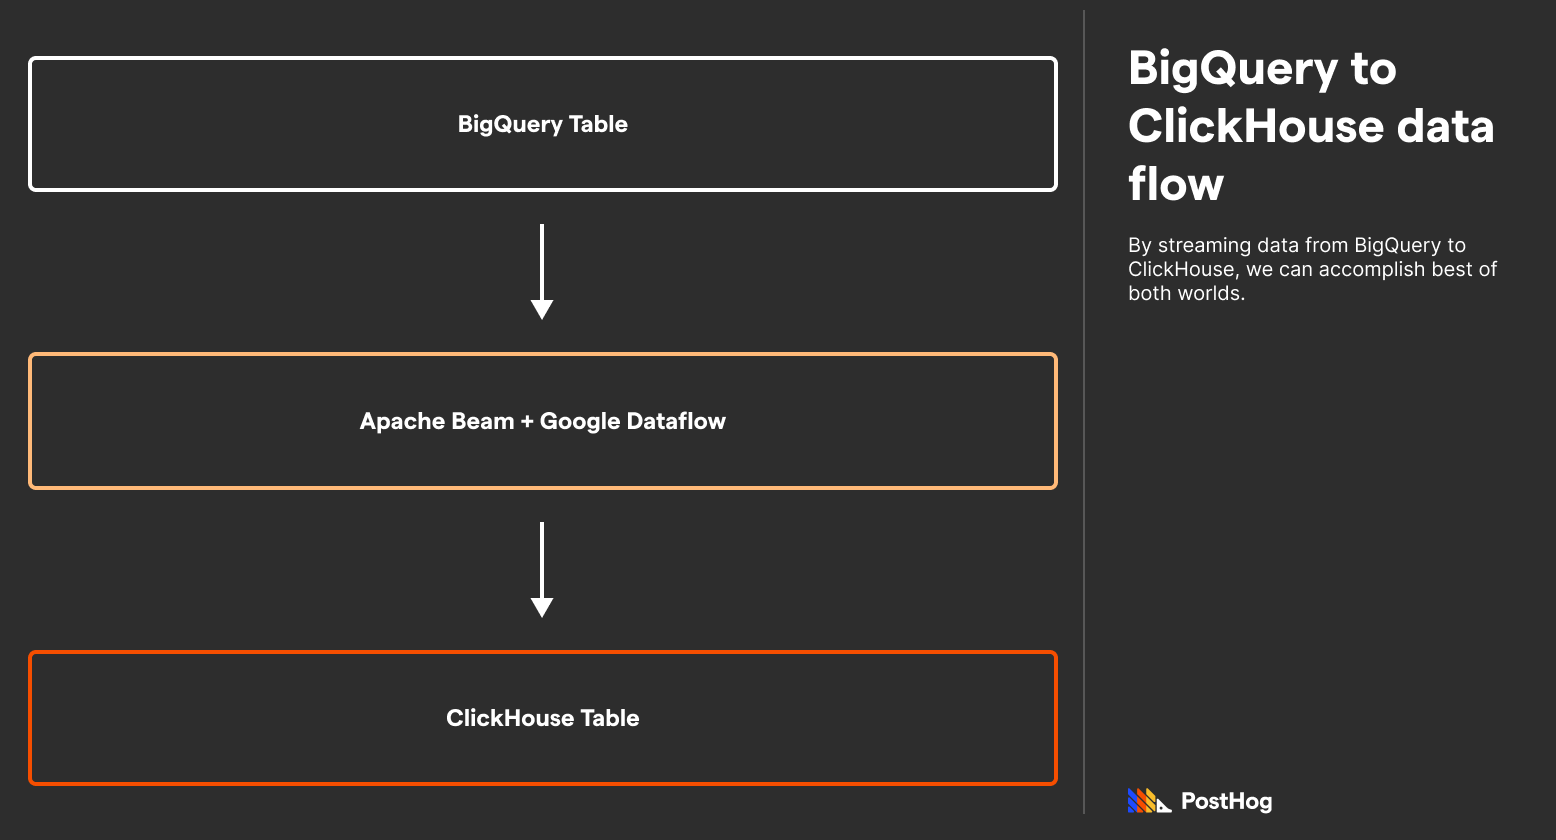 BigQuery Table
Apache Beam + Google Dataflow
ClickHouse Table
BigQuery to
ClickHouse data
flow
By streaming data from BigQuery to
ClickHouse, we can accomplish best of
both worlds.
PostHog